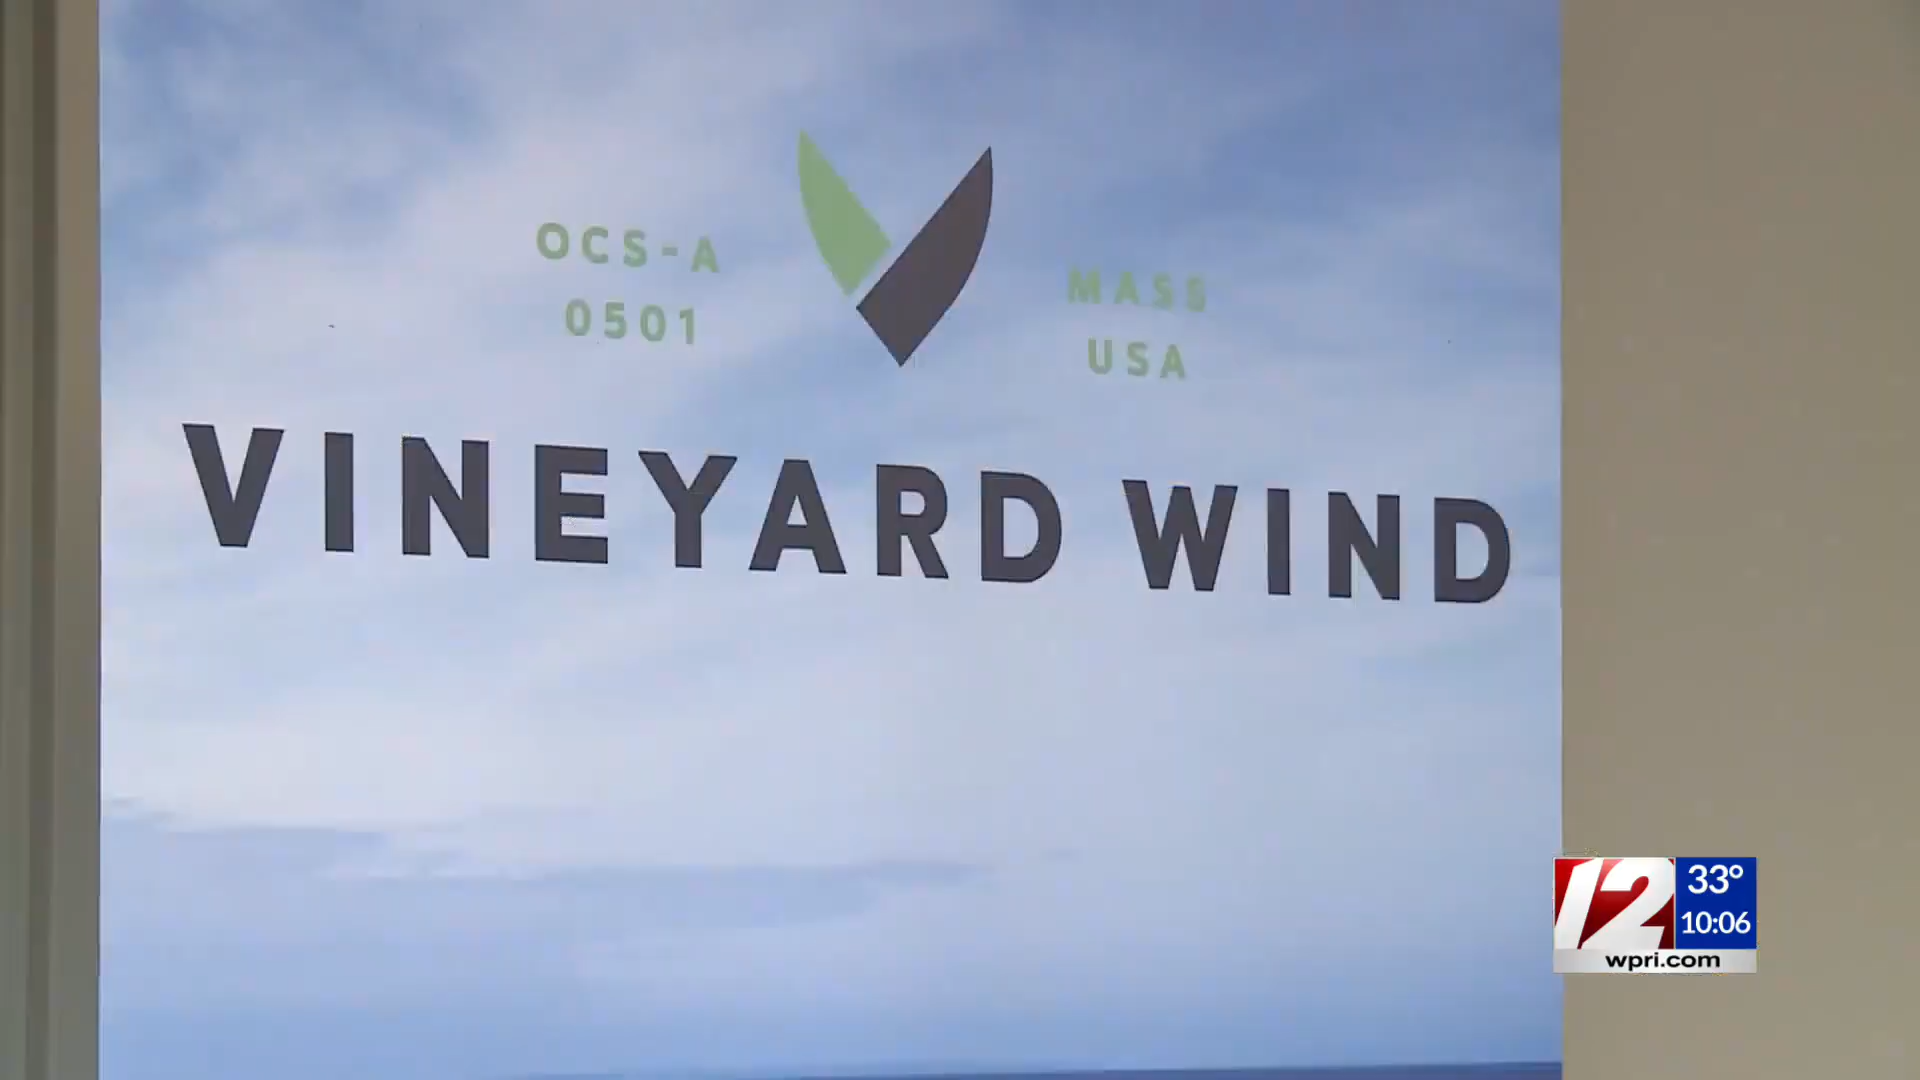 OCS-A
0501
MASS
USA
VINEYARD WIND
12
33°
10:06
wpri.com